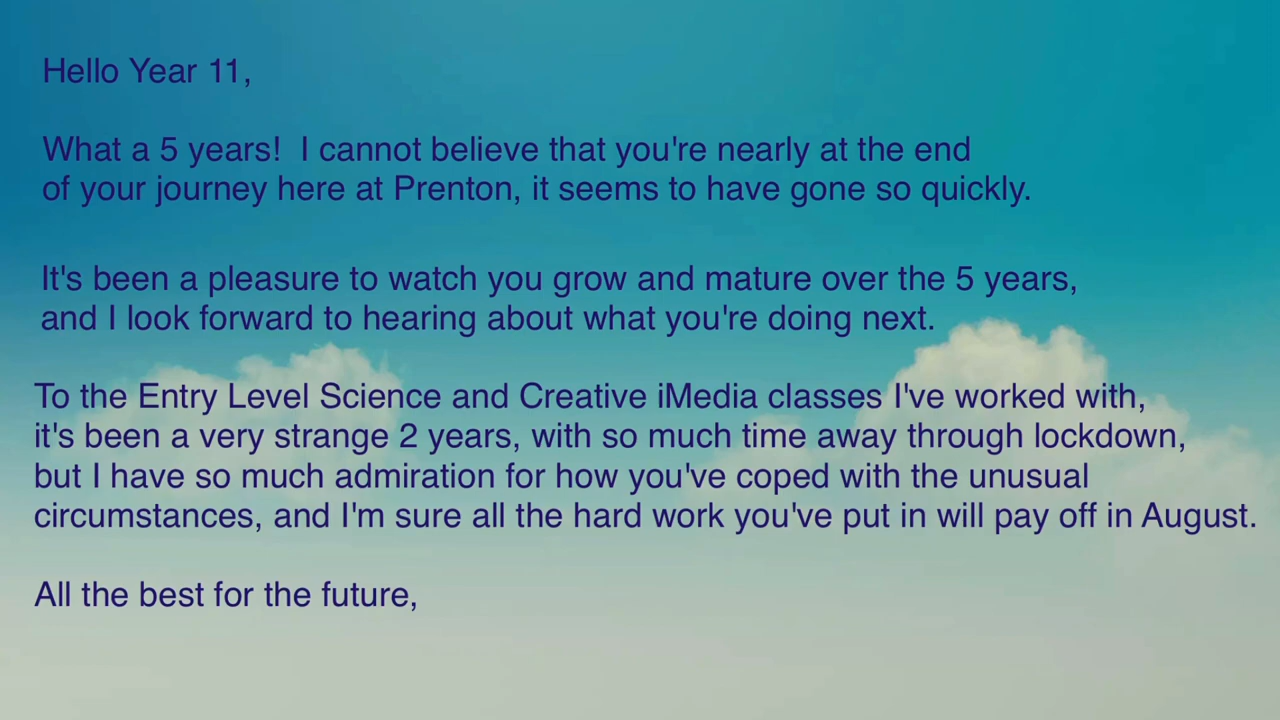 Hello Year 11,
What a 5 years!  I cannot believe that you're nearly at the end
of your journey here at Prenton, it seems to have gone so quickly.
It's been a pleasure to watch you grow and mature over the 5 years,
and I look forward to hearing about what you're doing next.
To the Entry Level Science and Creative iMedia classes I've worked with,
it's been a very strange 2 years, with so much time away through lockdown,
but I have so much admiration for how you've coped with the unusual
circumstances, and I'm sure all the hard work you've put in will pay off in August.
All the best for the future,